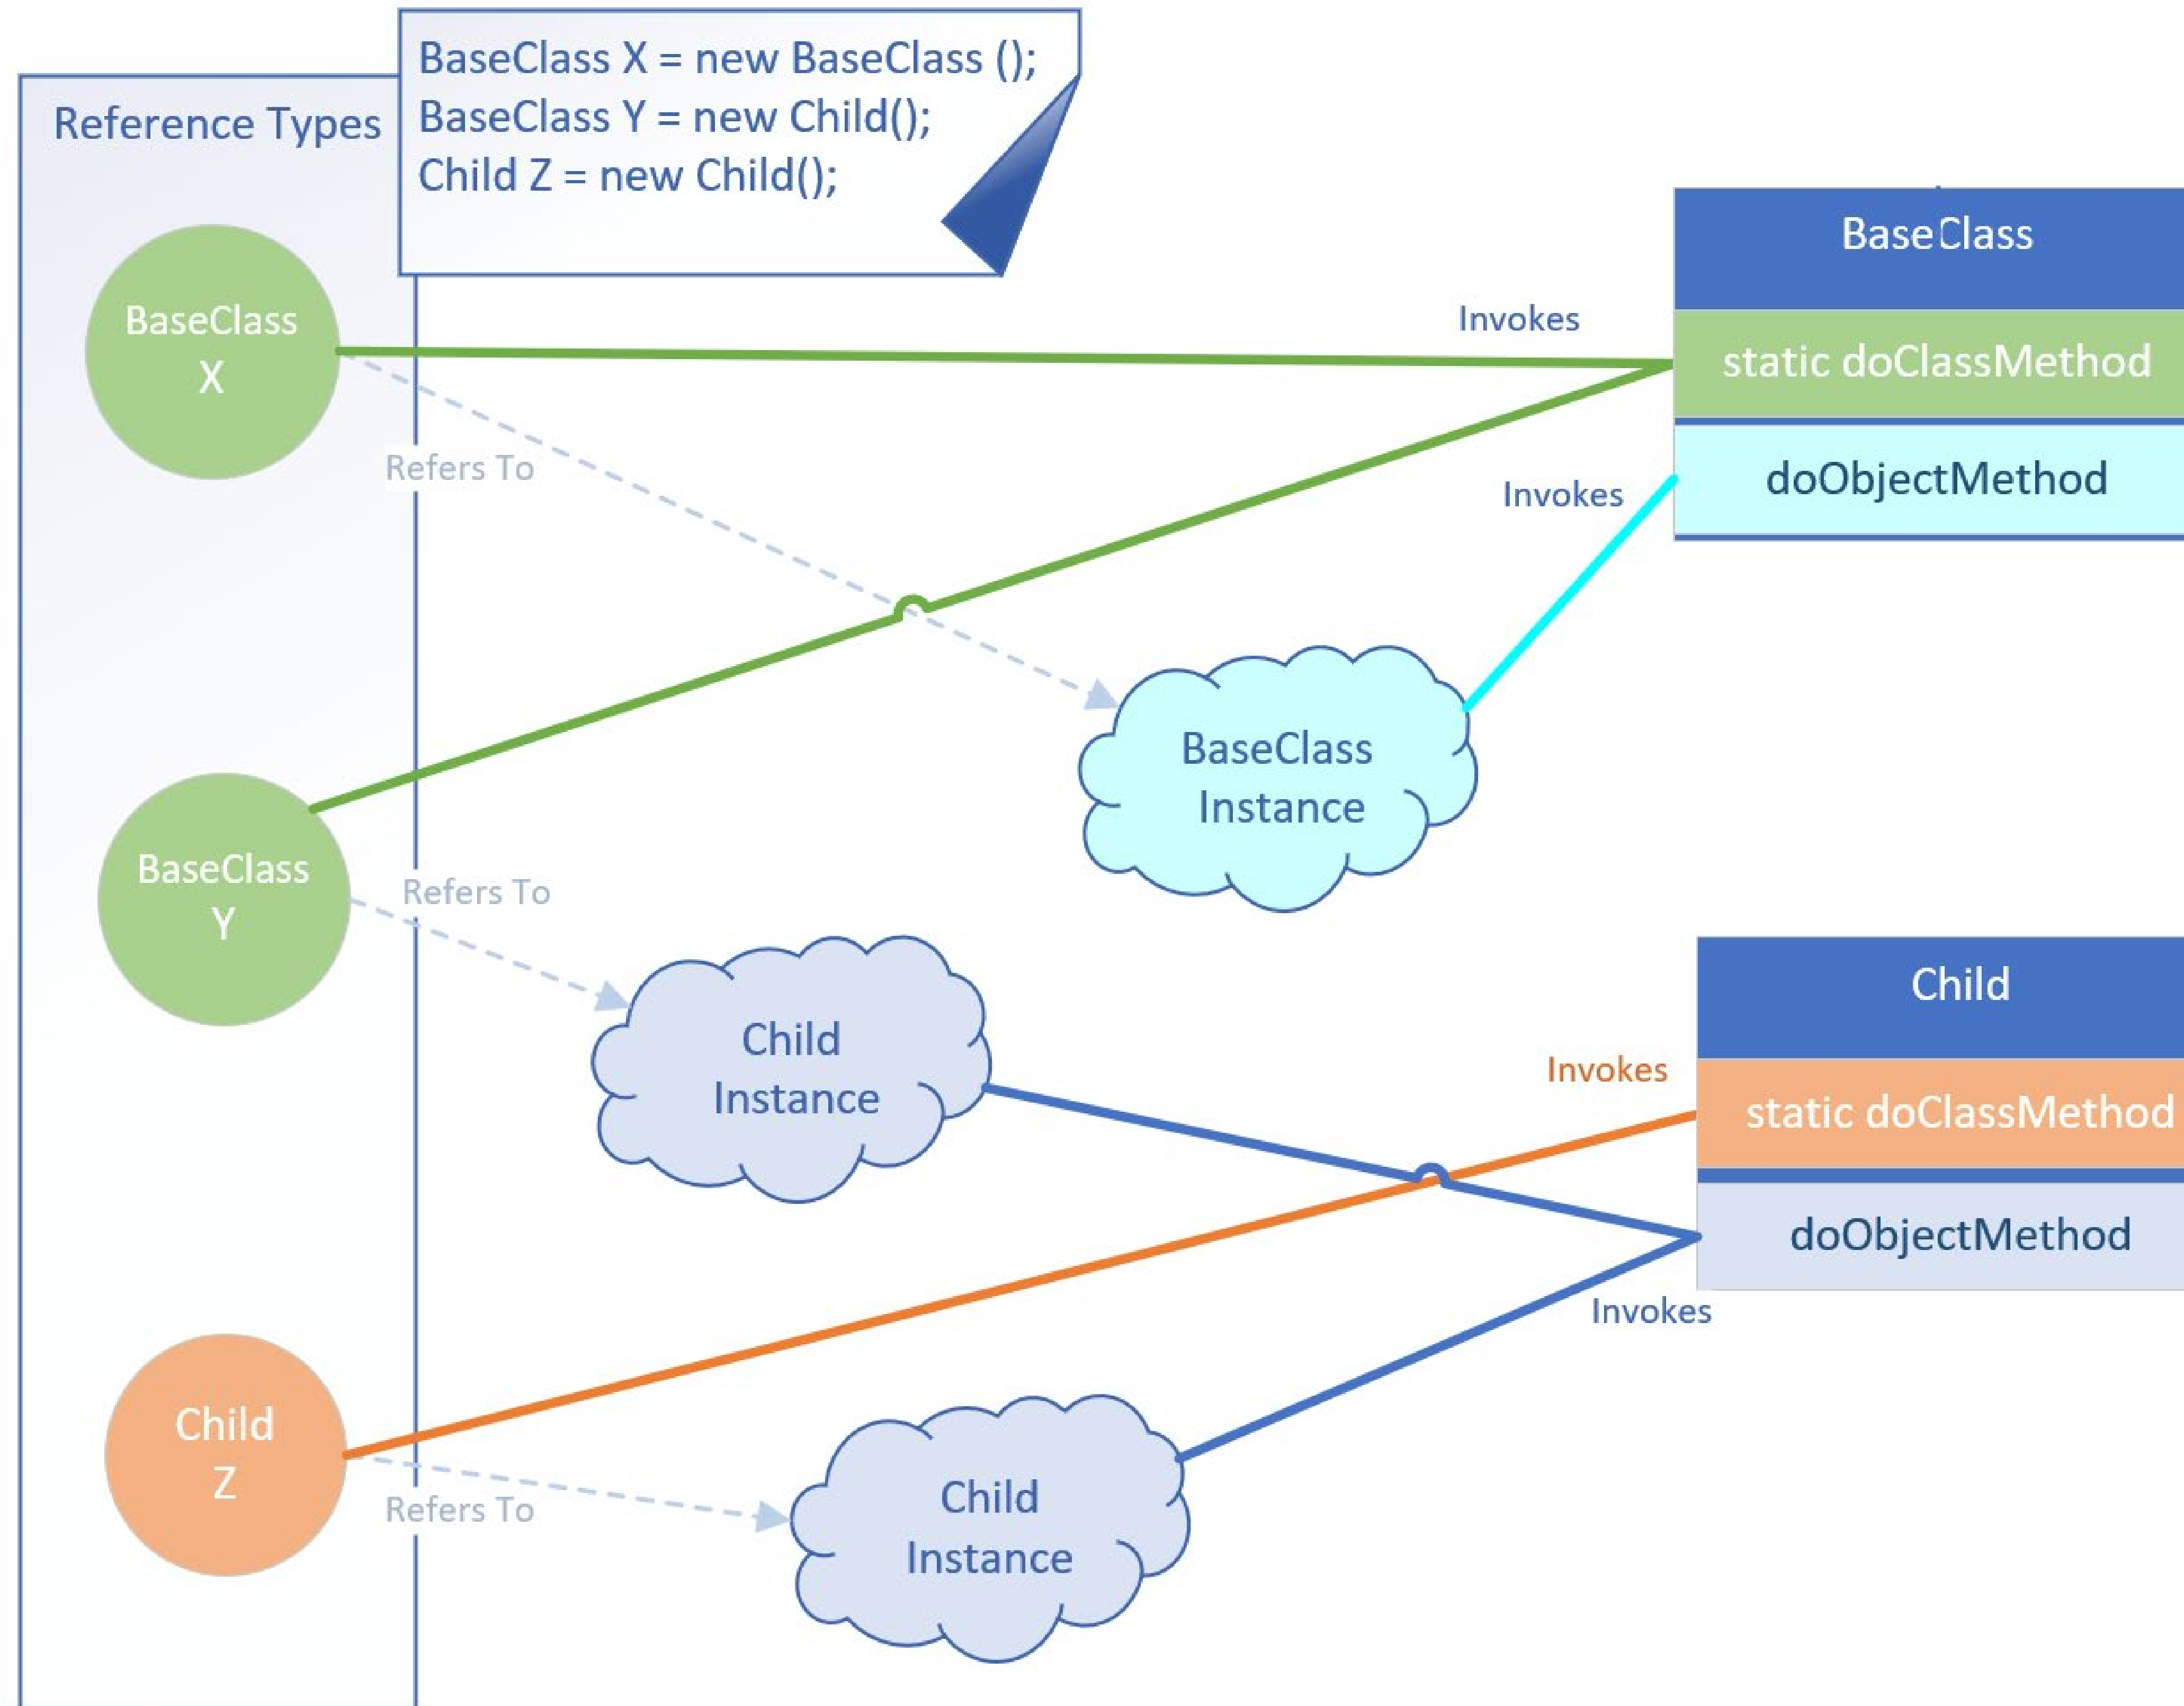 BaseClass X = new BaseClass ();
BaseClass Y = new Child();
Child Z = new Child();
Reference Types
BaseClass
X
Refers To
Invokes
BaseClass
static doClassMethod
doObjectMethod
Invokes
BaseClass
Instance
BaseClass
Y
Refers To
Child
Instance
Child
Invokes
static doClassMethod
doObjectMethod
Invokes
Child
Z
Refers To
Child
Instance